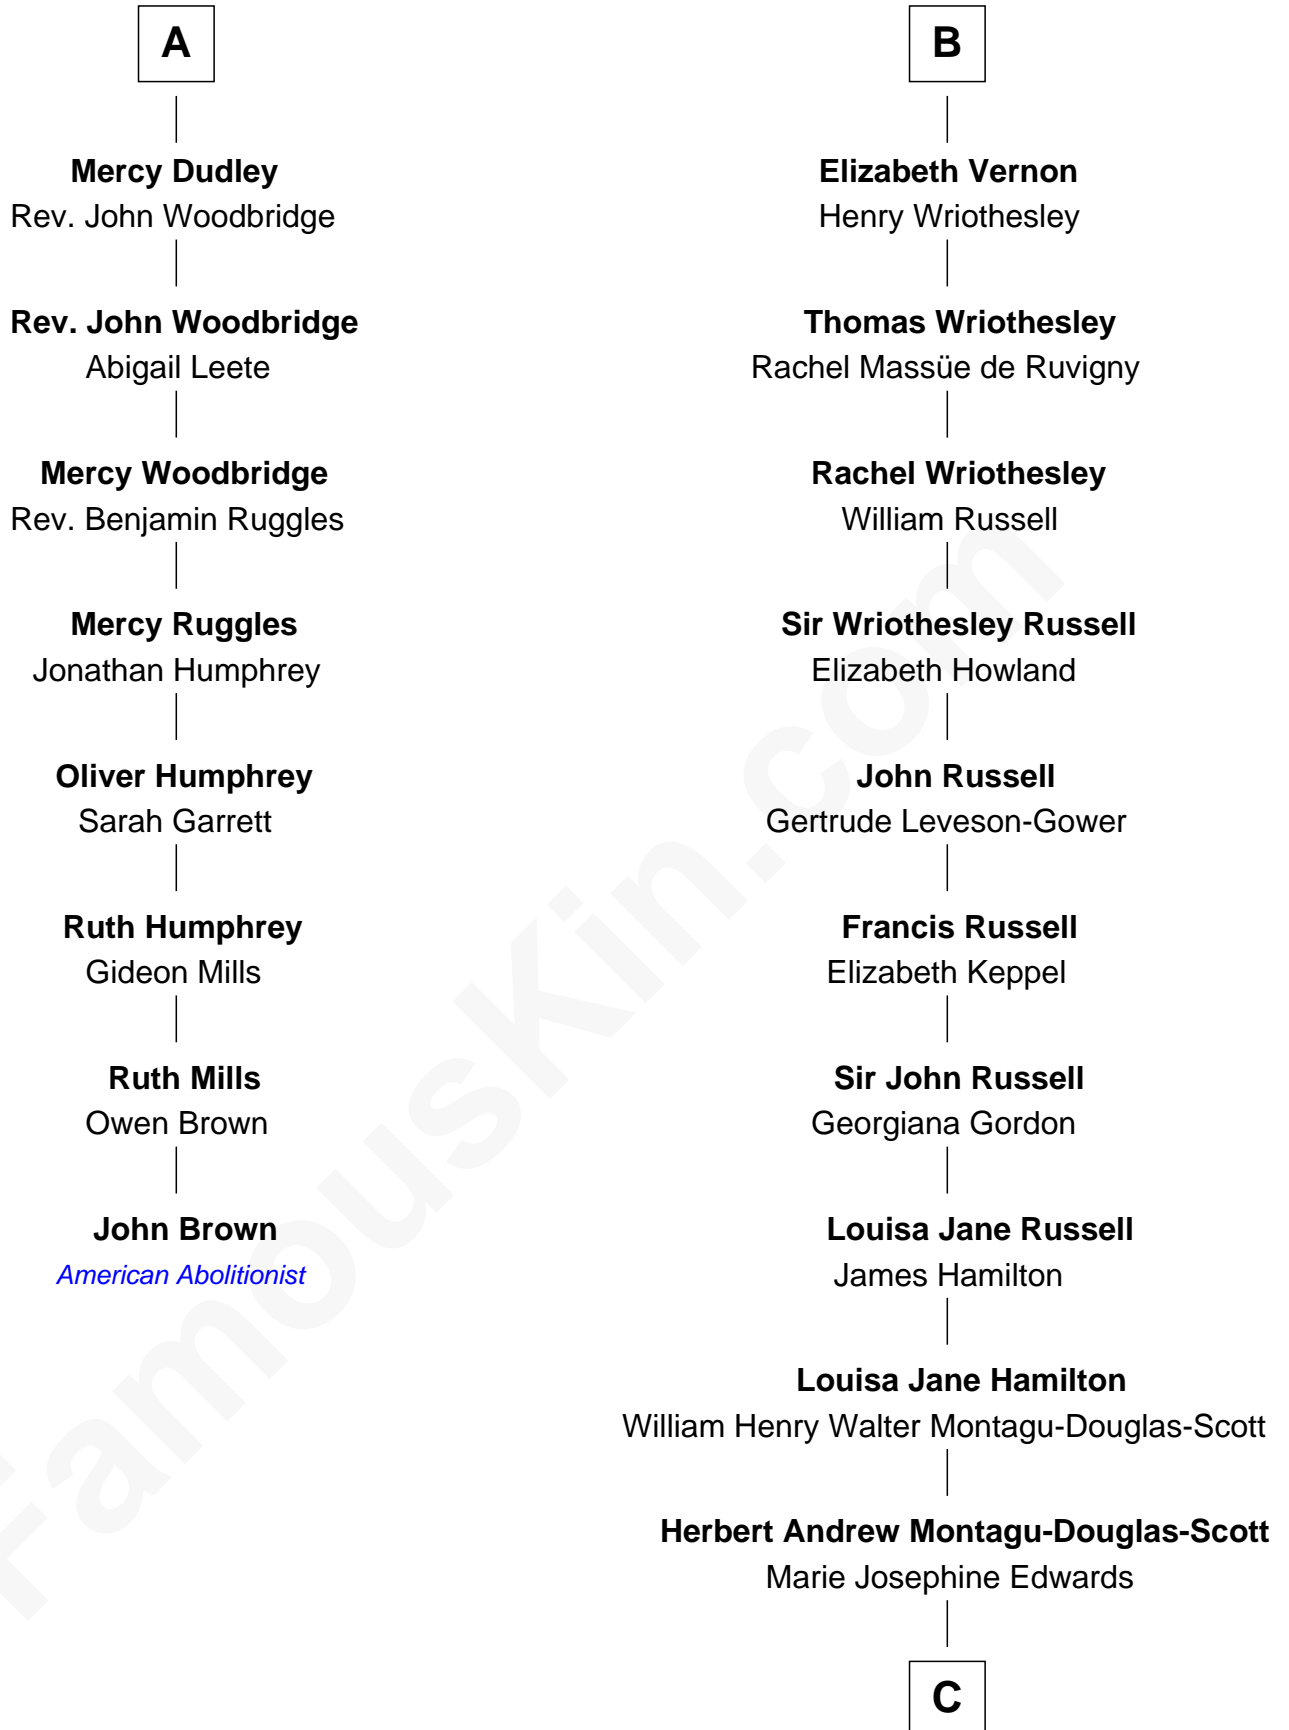 A
Mercy Dudley
Rev. John Woodbridge
Rev. John Woodbridge
Abigail Leete
Mercy Woodbridge
Rev. Benjamin Ruggles
Mercy Ruggles
Jonathan Humphrey
Oliver Humphrey
Sarah Garrett
Ruth Humphrey
Gideon Mills
Ruth Mills
Owen Brown
John Brown
American Abolitionist
B
Elizabeth Vernon
Henry Wriothesley
Thomas Wriothesley
Rachel Massüe de Ruvigny
Rachel Wriothesley
William Russell
Sir Wriothesley Russell
Elizabeth Howland
John Russell
Gertrude Leveson-Gower
Francis Russell
Elizabeth Keppel
Sir John Russell
Georgiana Gordon
Louisa Jane Russell
James Hamilton
Louisa Jane Hamilton
William Henry Walter Montagu-Douglas-Scott
Herbert Andrew Montagu-Douglas-Scott
Marie Josephine Edwards
C
FamousKin.com